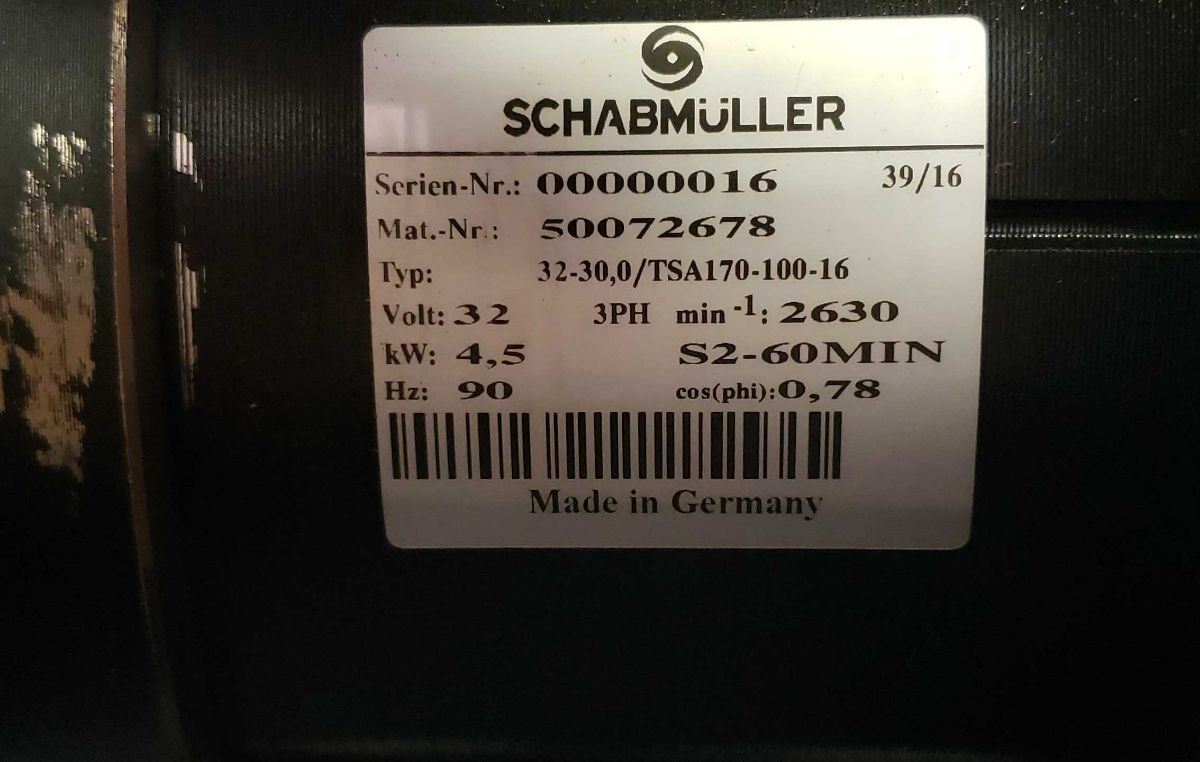 SCHABMÜLLER
Serien-Nr.: 00000016 39/16
Mat.-Nr.: 50072678
Typ: 32-30,0/TSA170-100-16
Volt: 32 3PH min -1: 2630
kW: 4,5 S2-60MIN
Hz: 90 cos(phi):0,78
Made in Germany